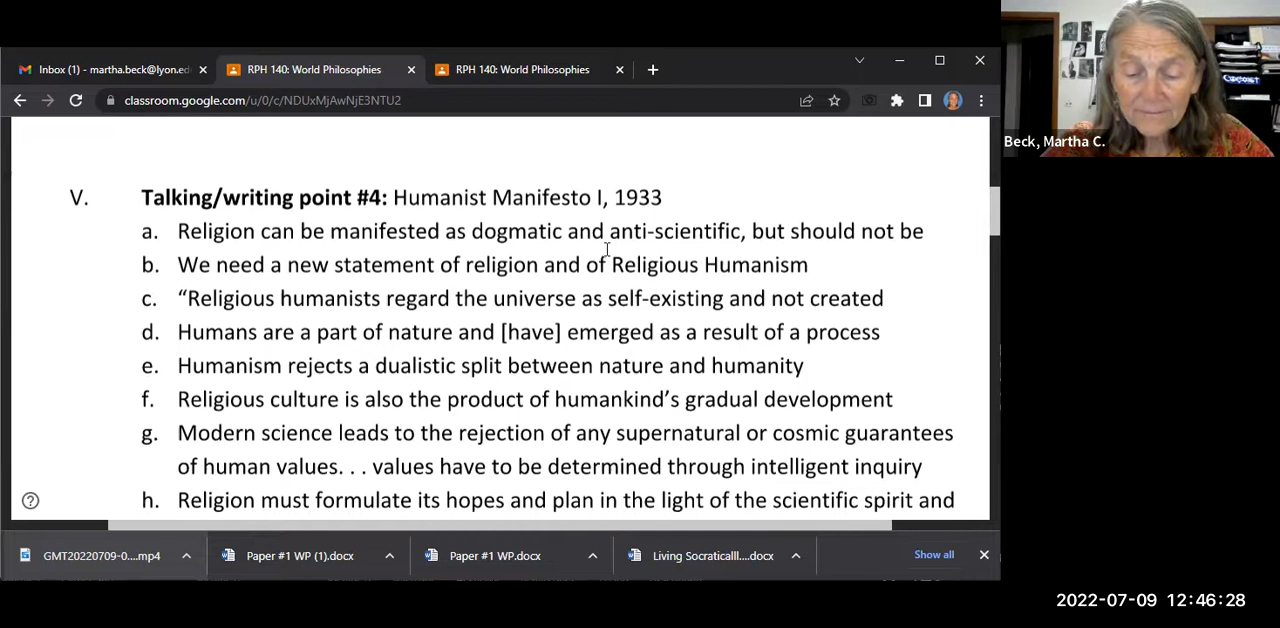 Inbox (1) - martha.beck@lyon.ed
RPH 140: World Philosophies
RPH 140: World Philosophies
classroom.google.com/u/0/c/NDUxMjAwNjE3NTU2
Beck, Martha C.
V. Talking/writing point #4: Humanist Manifesto I, 1933
a. Religion can be manifested as dogmatic and anti-scientific, but should not be
b. We need a new statement of religion and of Religious Humanism
c. “Religious humanists regard the universe as self-existing and not created
d. Humans are a part of nature and [have] emerged as a result of a process
e. Humanism rejects a dualistic split between nature and humanity
f. Religious culture is also the product of humankind’s gradual development
g. Modern science leads to the rejection of any supernatural or cosmic guarantees
of human values. . . values have to be determined through intelligent inquiry
h. Religion must formulate its hopes and plan in the light of the scientific spirit and
GMT20220709-0....mp4
Paper #1 WP (1).docx
Paper #1 WP.docx
Living Socraticalll....docx
Show all
2022-07-09 12:46:28